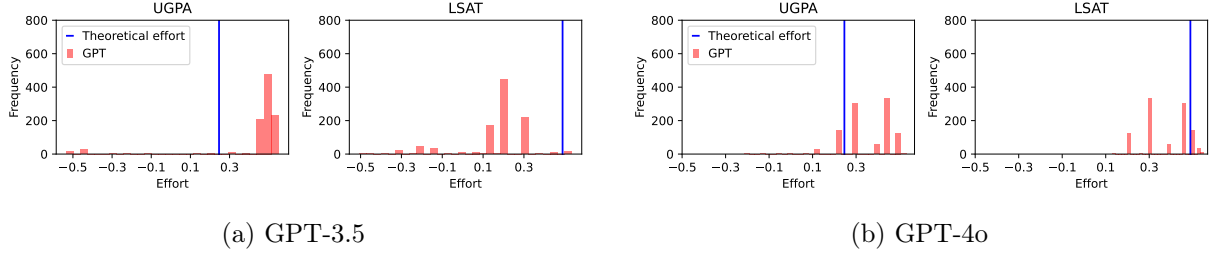 UGPA
Frequency
800
600
400
200
0
Theoretical effort
GPT
−0.5 −0.3 −0.1 0.1 0.3
Effort
LSAT
Frequency
800
600
400
200
0
−0.5 −0.3 −0.1 0.1 0.3
Effort
(a) GPT-3.5
UGPA
Frequency
800
600
400
200
0
Theoretical effort
GPT
−0.5 −0.3 −0.1 0.1 0.3
Effort
LSAT
Frequency
800
600
400
200
0
−0.5 −0.3 −0.1 0.1 0.3
Effort
(b) GPT-4o